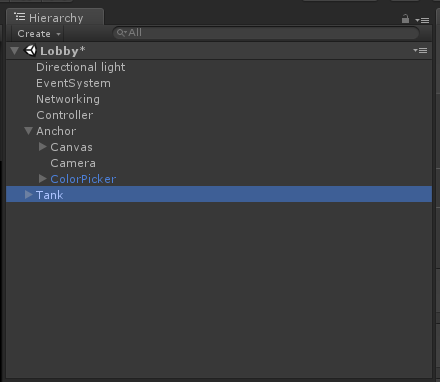 Hierarchy
Create All
Lobby*
Directional light
EventSystem
Networking
Controller
Anchor
Canvas
Camera
ColorPicker
Tank